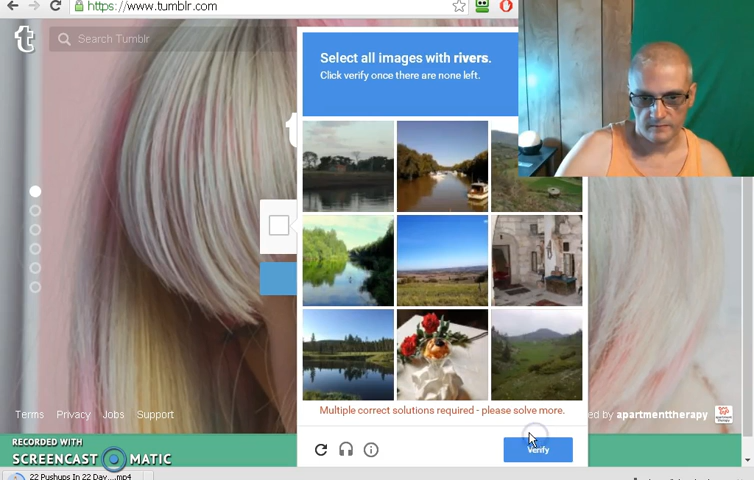 https://www.tumblr.com
t
Search Tumblr
Select all images with rivers.
Click verify once there are none left.
t
Multiple correct solutions required - please solve more.
Terms Privacy Jobs Support
ed by apartmenttherapy
Verify
RECORDED WITH
SCREENCAST MATIC
22 Pushups In 22 Day....mp4